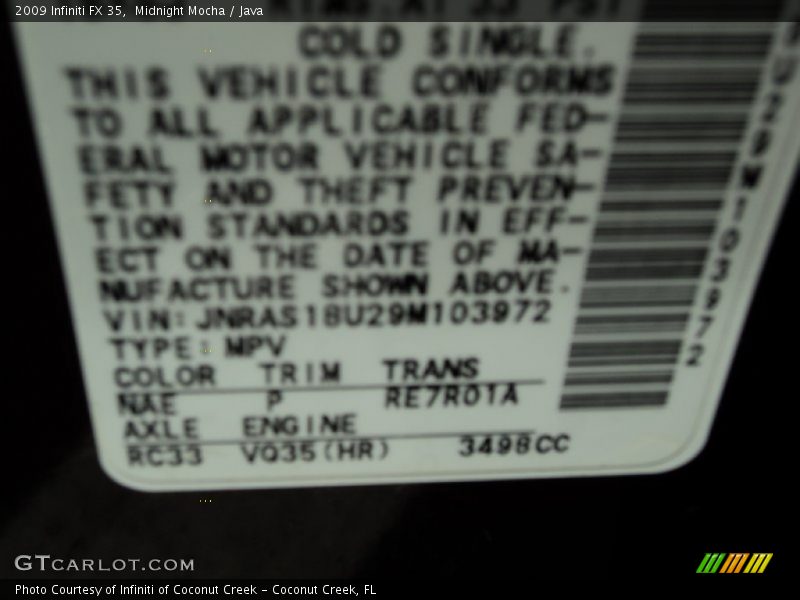 2009 Infiniti FX 35,  Midnight Mocha / Java
COLD SINGLE.
THIS VEHICLE CONFORMS
TO ALL APPLICABLE FED-
ERAL MOTOR VEHICLE SA-
FETY AND THEFT PREVEN-
TION STANDARDS IN EFF-
ECT ON THE DATE OF MA-
NUFACTURE SHOWN ABOVE.
VIN: JNRAS18U29M103972
TYPE: MPV
COLOR TRIM TRANS
NAE P RE7R01A
AXLE ENGINE
RC33 VQ35(HR) 3498CC
GTCARLOT.COM
Photo Courtesy of Infiniti of Coconut Creek - Coconut Creek, FL